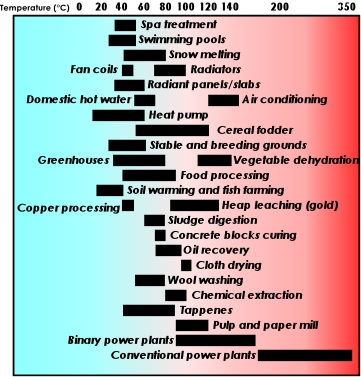 Temperature (°C) 0 20 40 60 80 100 120 140 200 350
Spa treatment
Swimming pools
Snow melting
Fan coils Radiators
Radiant panels/slabs
Domestic hot water Air conditioning
Heat pump
Cereal fodder
Stable and breeding grounds
Greenhouses Vegetable dehydration
Food processing
Soil warming and fish farming
Copper processing Heap leaching (gold)
Sludge digestion
Concrete blocks curing
Oil recovery
Cloth drying
Wool washing
Chemical extraction
Tappenes
Pulp and paper mill
Binary power plants
Conventional power plants